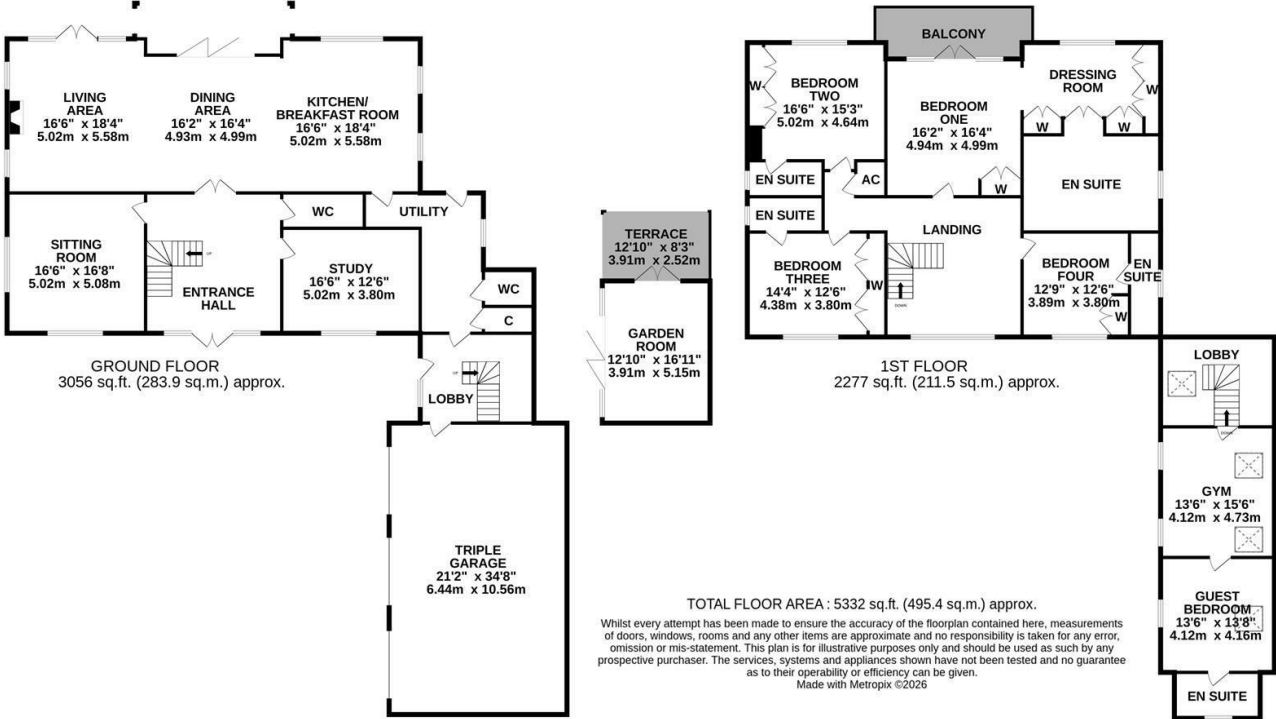 LIVING
AREA
16'6" x 18'4"
5.02m x 5.58m
DINING
AREA
16'2" x 16'4"
4.93m x 4.99m
KITCHEN/
BREAKFAST ROOM
16'6" x 18'4"
5.02m x 5.58m
SITTING
ROOM
16'6" x 16'8"
5.02m x 5.08m
UP
ENTRANCE
HALL
WC
UTILITY
STUDY
16'6" x 12'6"
5.02m x 3.80m
WC
C
UP
LOBBY
TRIPLE
GARAGE
21'2" x 34'8"
6.44m x 10.56m
GROUND FLOOR
3056 sq.ft. (283.9 sq.m.) approx.
TERRACE
12'10" x 8'3"
3.91m x 2.52m
GARDEN
ROOM
12'10" x 16'11"
3.91m x 5.15m
BALCONY
W
BEDROOM
TWO
16'6" x 15'3"
5.02m x 4.64m
BEDROOM
ONE
16'2" x 16'4"
4.94m x 4.99m
DRESSING
ROOM
W
W
W
EN SUITE
AC
W
EN SUITE
EN SUITE
LANDING
BEDROOM
THREE
14'4" x 12'6"
4.38m x 3.80m
W
DOWN
BEDROOM
FOUR
12'9" x 12'6"
3.89m x 3.80m
W
EN
SUITE
LOBBY
DOWN
GYM
13'6" x 15'6"
4.12m x 4.73m
GUEST
BEDROOM
13'6" x 13'8"
4.12m x 4.16m
EN SUITE
1ST FLOOR
2277 sq.ft. (211.5 sq.m.) approx.
TOTAL FLOOR AREA : 5332 sq.ft. (495.4 sq.m.) approx.
Whilst every attempt has been made to ensure the accuracy of the floorplan contained here, measurements
of doors, windows, rooms and any other items are approximate and no responsibility is taken for any error,
omission or mis-statement. This plan is for illustrative purposes only and should be used as such by any
prospective purchaser. The services, systems and appliances shown have not been tested and no guarantee
as to their operability or efficiency can be given.
Made with Metropix ©2026